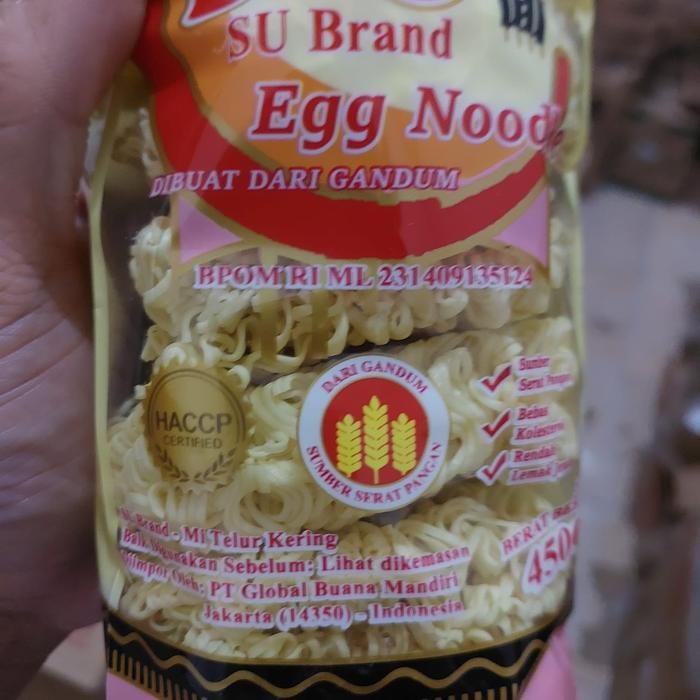 SU Brand
Egg Nood
DIBUAT DARI GANDUM
BPOM RI ML 231409135124
HACCP
CERTIFIED
DARI GANDUM
SUMBER SERAT PANGAN
Sumber
Serat Pangan
Bebas
Kolesterol
Rendah
Lemak
SU Brand - Mi Telur Kering
Baik Digunakan Sebelum: Lihat dikemasan
Diimpor Oleh: PT Global Buana Mandiri
Jakarta (14350) - Indonesia
BERAT
450